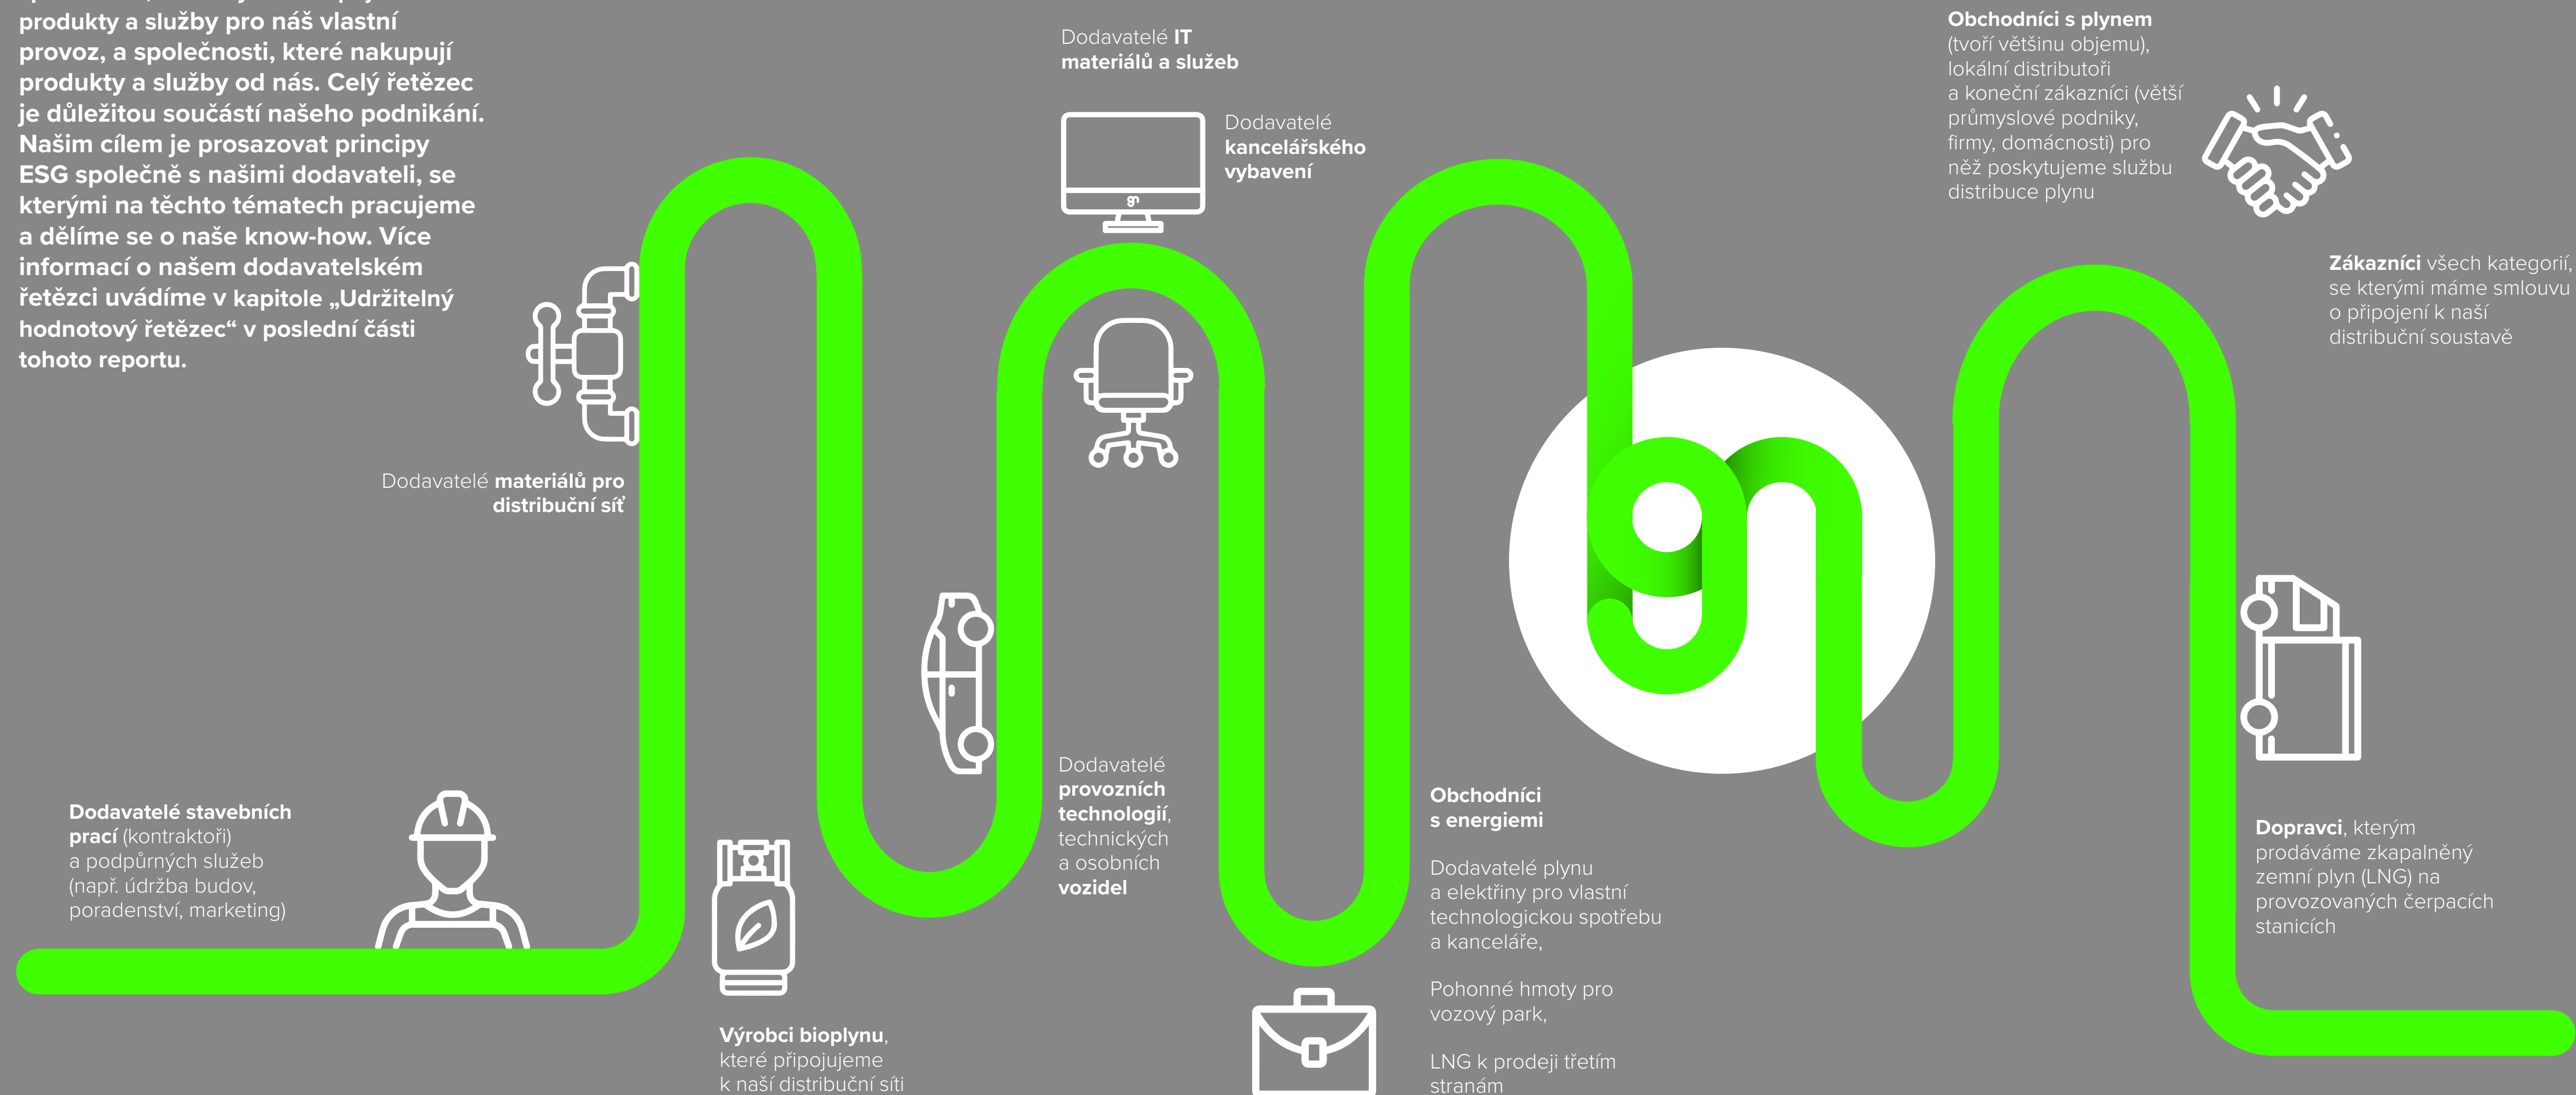 produkty a služby pro náš vlastní
provoz, a společnosti, které nakupují
produkty a služby od nás. Celý řetězec
je důležitou součástí našeho podnikání.
Našim cílem je prosazovat principy
ESG společně s našimi dodavateli, se
kterými na těchto tématech pracujeme
a dělíme se o naše know-how. Více
informací o našem dodavatelském
řetězci uvádíme v kapitole „Udržitelný
hodnotový řetězec“ v poslední části
tohoto reportu.
Dodavatelé stavebních
prací (kontraktoři)
a podpůrných služeb
(např. údržba budov,
poradenství, marketing)
Dodavatelé materiálů pro
distribuční síť
Výrobci bioplynu,
které připojujeme
k naší distribuční síti
Dodavatelé
provozních
technologií,
technických
a osobních
vozidel
Dodavatelé IT
materiálů a služeb
Dodavatelé
kancelářského
vybavení
Obchodníci
s energiemi
Dodavatelé plynu
a elektřiny pro vlastní
technologickou spotřebu
a kanceláře,
Pohonné hmoty pro
vozový park,
LNG k prodeji třetím
stranám
Obchodníci s plynem
(tvoří většinu objemu),
lokální distributoři
a koneční zákazníci (větší
průmyslové podniky,
firmy, domácnosti) pro
něž poskytujeme službu
distribuce plynu
Zákazníci všech kategorií,
se kterými máme smlouvu
o připojení k naší
distribuční soustavě
Dopravci, kterým
prodáváme zkapalněný
zemní plyn (LNG) na
provozovaných čerpacích
stanicích